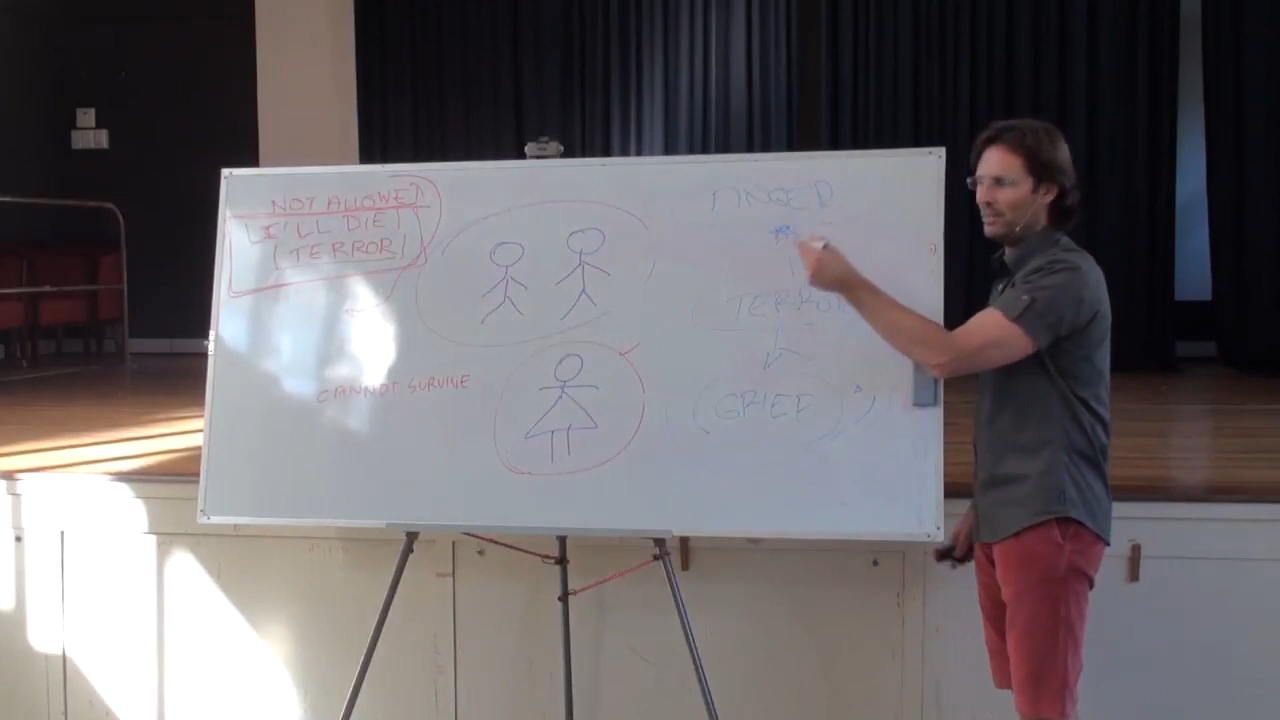 NOT ALLOWED
I'LL DIE!
(TERROR)
CANNOT SURVIVE
ANGER
TERROR
(GRIEF)